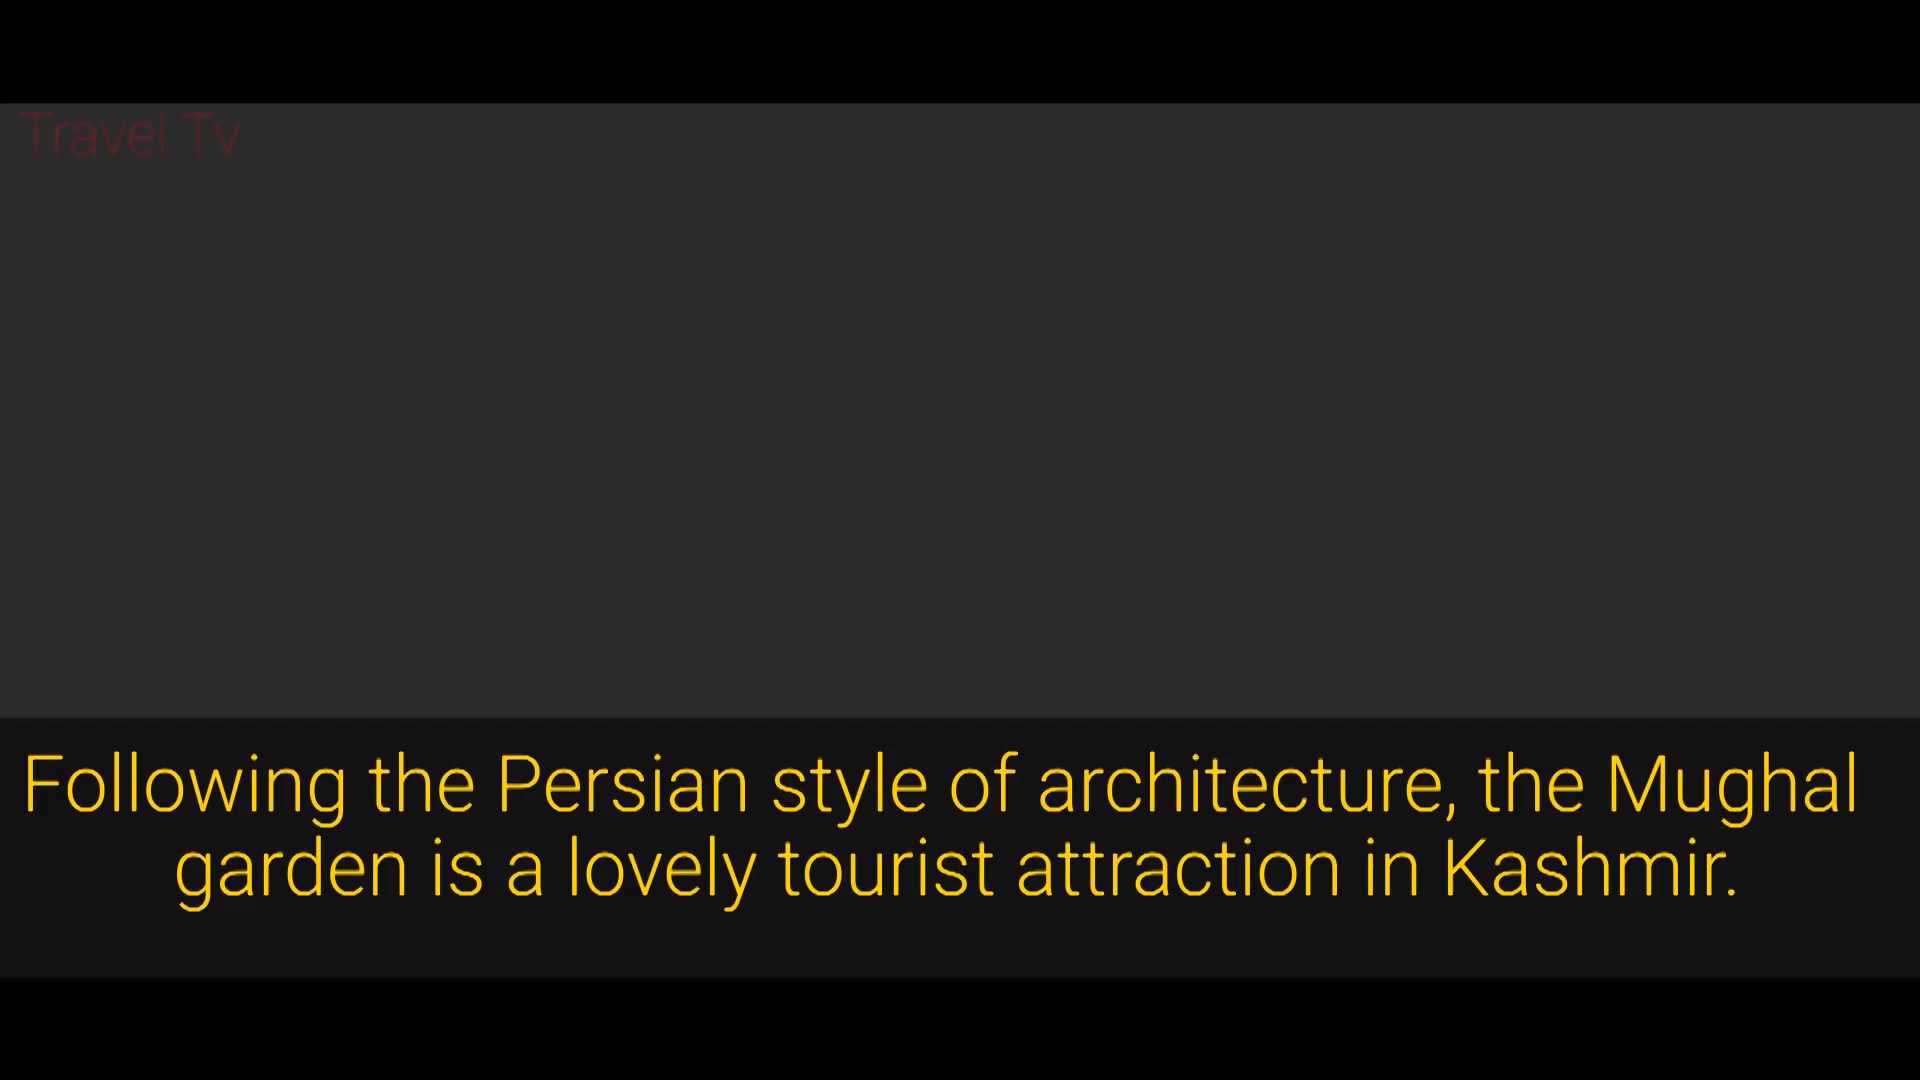 Travel Tv
Following the Persian style of architecture, the Mughal
garden is a lovely tourist attraction in Kashmir.